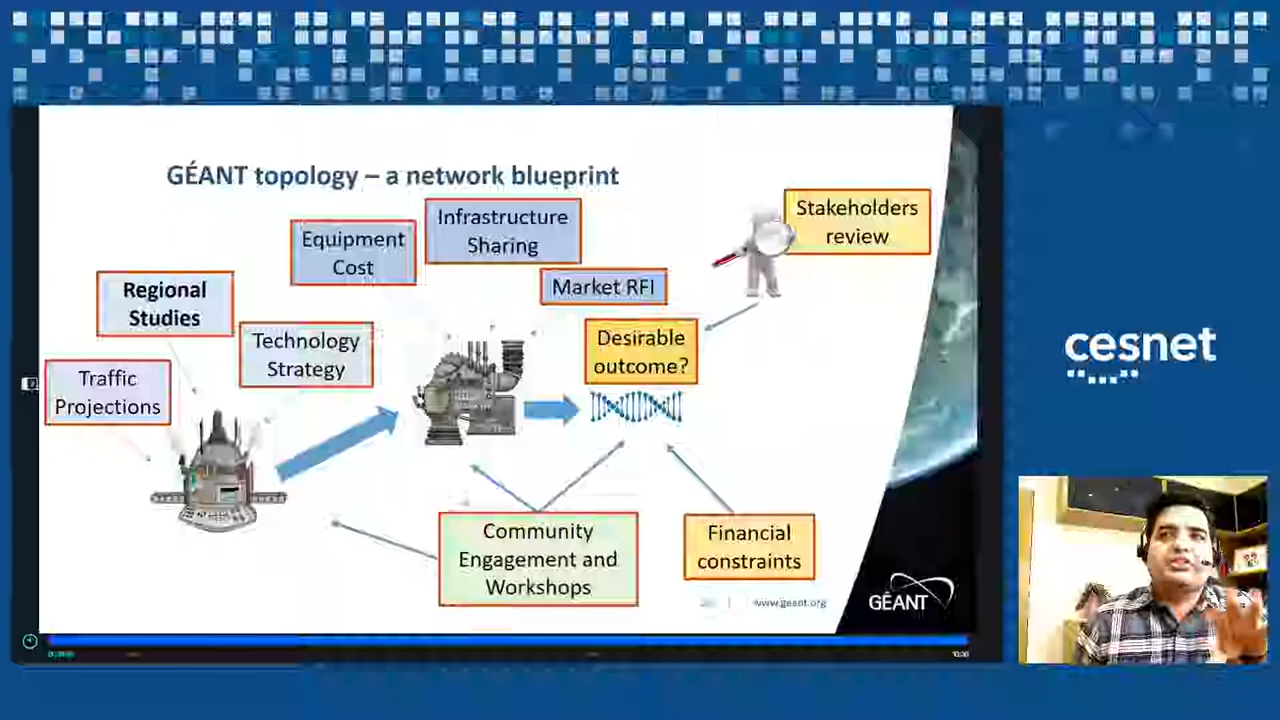 GÉANT topology – a network blueprint
Stakeholders
review
Infrastructure
Sharing
Equipment
Cost
Market RFI
Regional
Studies
Technology
Strategy
Desirable
outcome?
Traffic
Projections
Community
Engagement and
Workshops
Financial
constraints
www.geant.org
GÉANT
cesnet